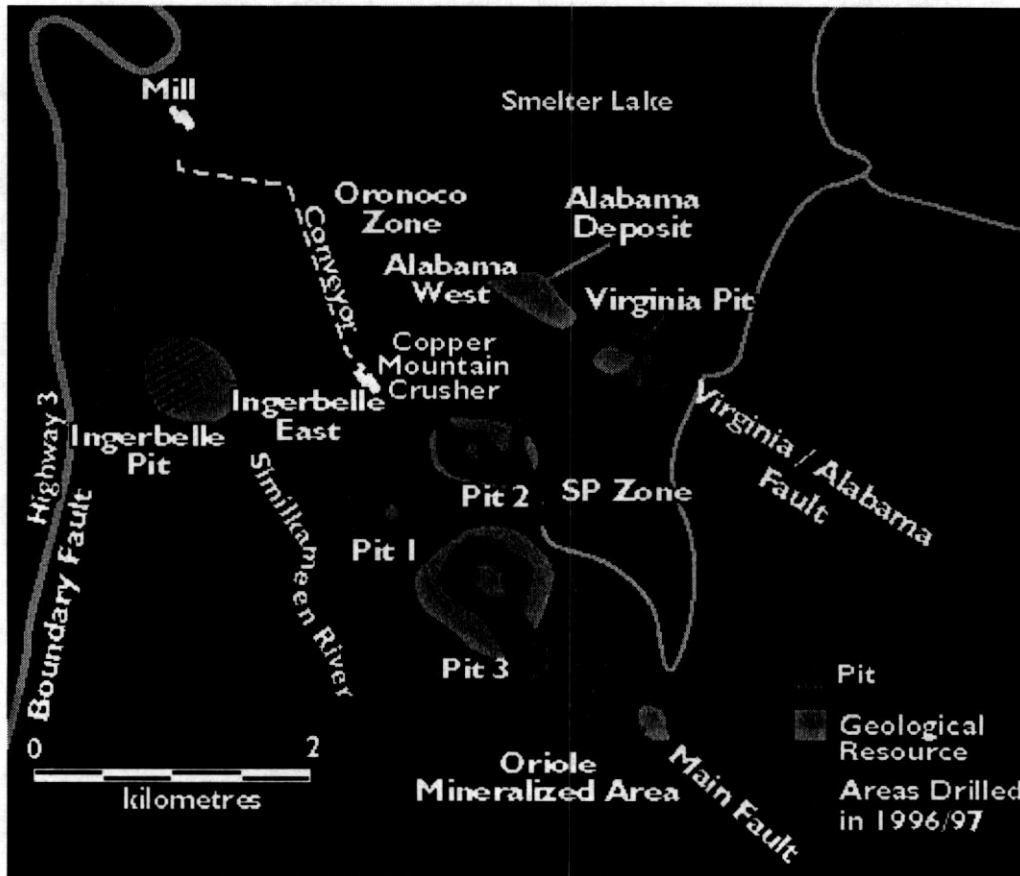 Mill
Smelter Lake
Oronoco
Zone
Alabama
Deposit
Conveyor
Alabama
West
Virginia Pit
Copper
Mountain
Crusher
Ingerbelle
East
Ingerbelle
Pit
Highway 3
Boundary Fault
Similkameen River
Pit 2
SP Zone
Virginia / Alabama
Fault
Pit 1
Pit 3
Oriole
Mineralized Area
Main Fault
0 2
kilometres
Pit
Geological
Resource
Areas Drilled
in 1996/97